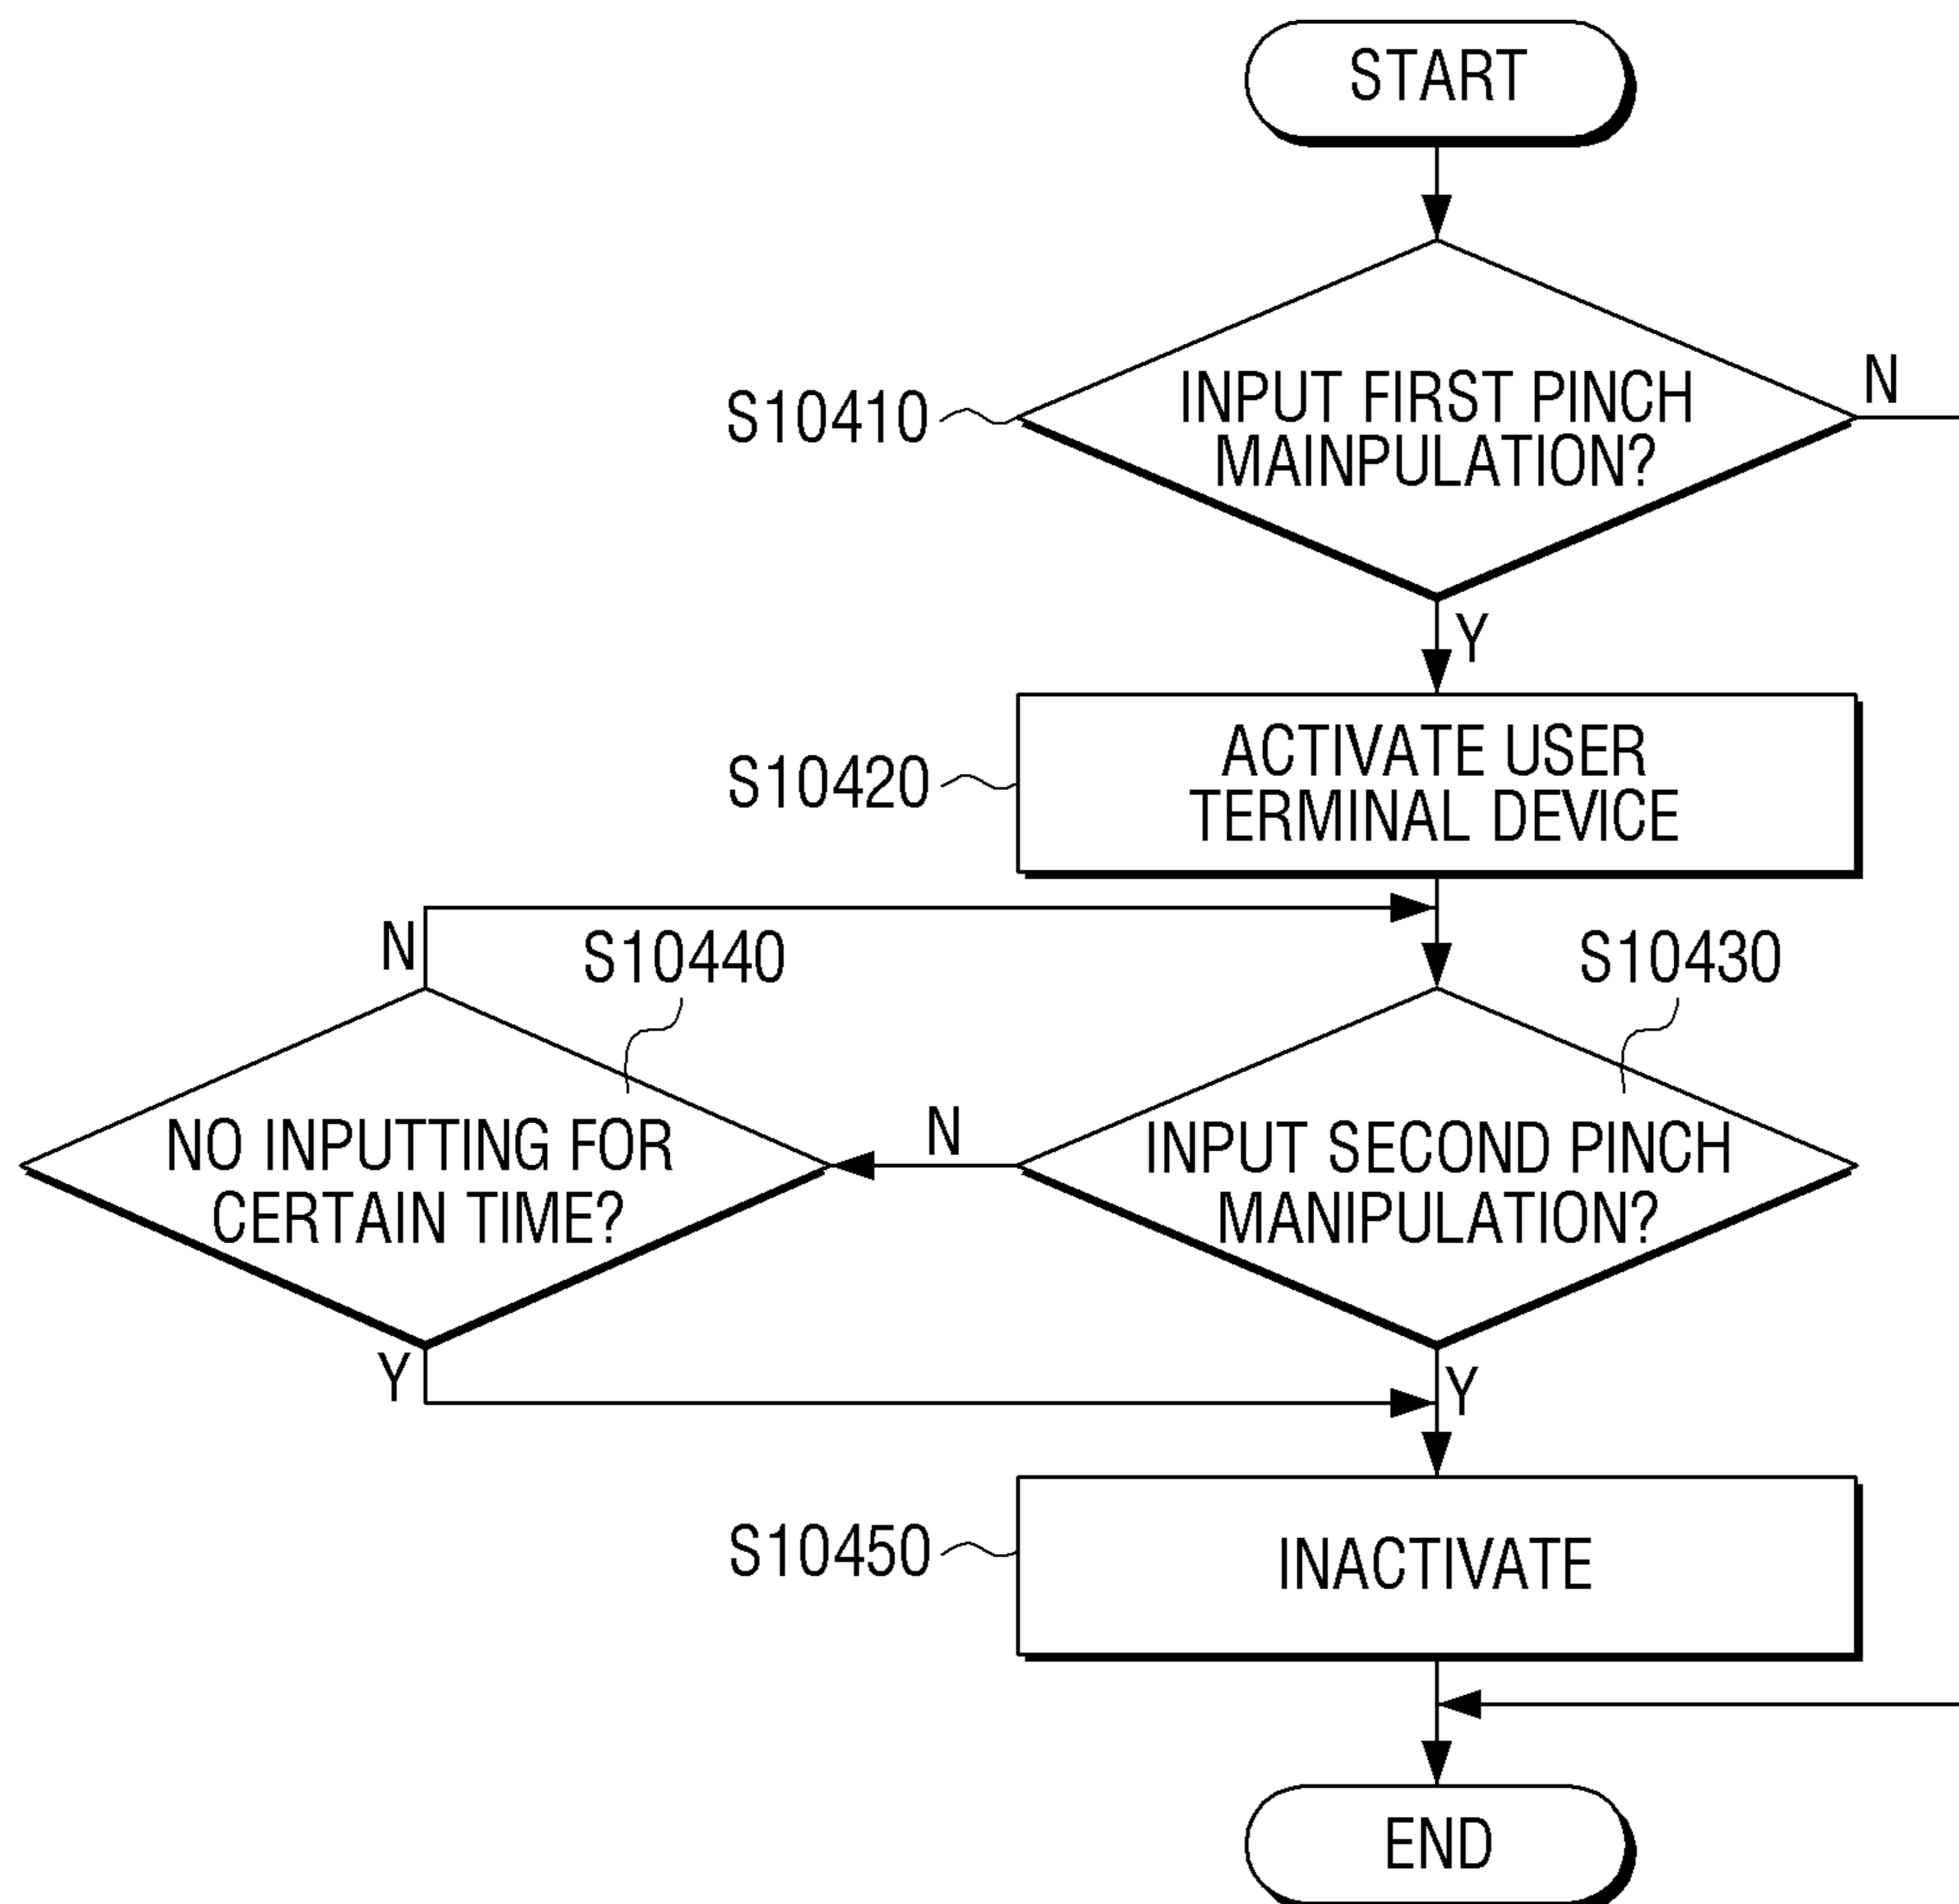 START
N
S10410
INPUT FIRST PINCH
MAINPULATION?
Y
S10420
ACTIVATE USER
TERMINAL DEVICE
N
S10440
S10430
NO INPUTTING FOR
CERTAIN TIME?
N
INPUT SECOND PINCH
MANIPULATION?
Y
Y
S10450
INACTIVATE
END